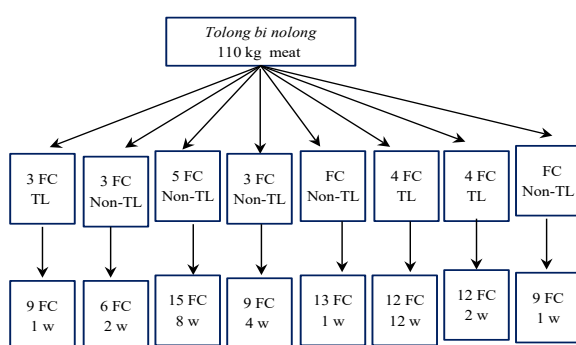 Tolong bi nolong
110 kg meat
3 FC
TL
3 FC
Non-TL
5 FC
Non-TL
3 FC
Non-TL
FC
Non-TL
4 FC
TL
4 FC
TL
FC
Non-TL
9 FC
1 w
6 FC
2 w
15 FC
8 w
9 FC
4 w
13 FC
1 w
12 FC
12 w
12 FC
2 w
9 FC
1 w